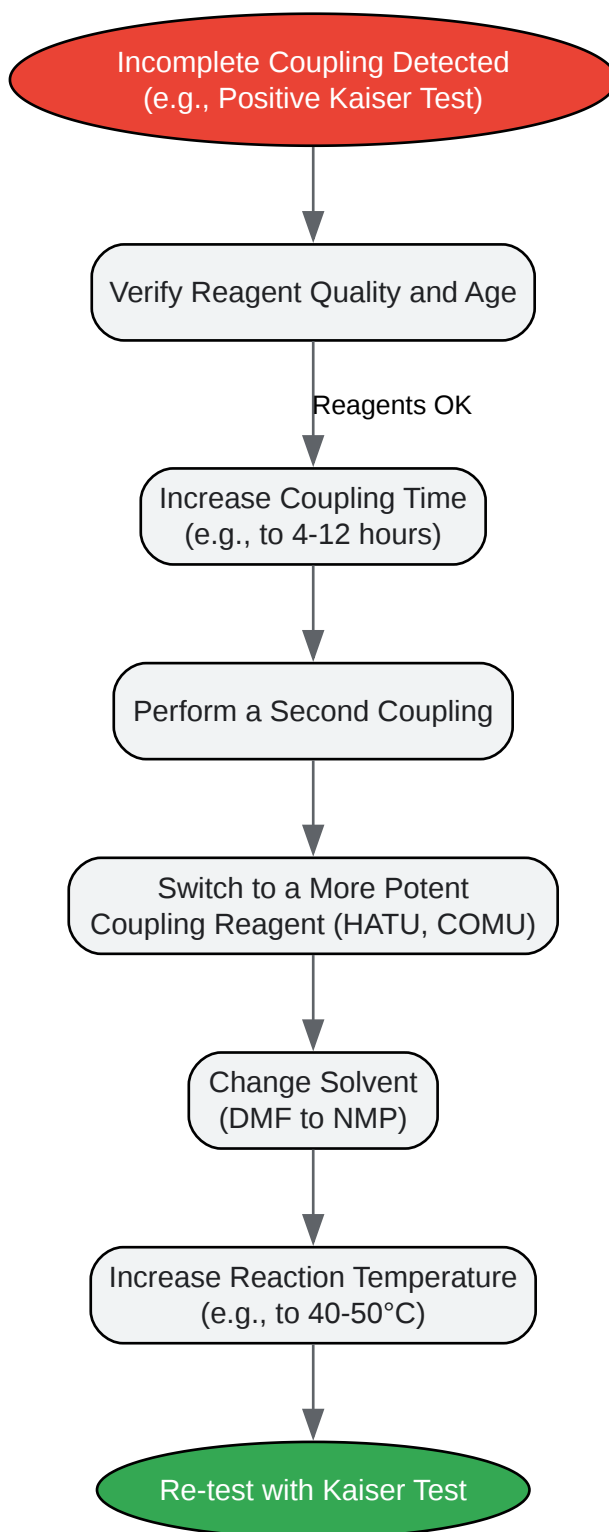 Incomplete Coupling Detected
(e.g., Positive Kaiser Test)
Verify Reagent Quality and Age
Reagents OK
Increase Coupling Time
(e.g., to 4-12 hours)
Perform a Second Coupling
Switch to a More Potent
Coupling Reagent (HATU, COMU)
Change Solvent
(DMF to NMP)
Increase Reaction Temperature
(e.g., to 40-50°C)
Re-test with Kaiser Test